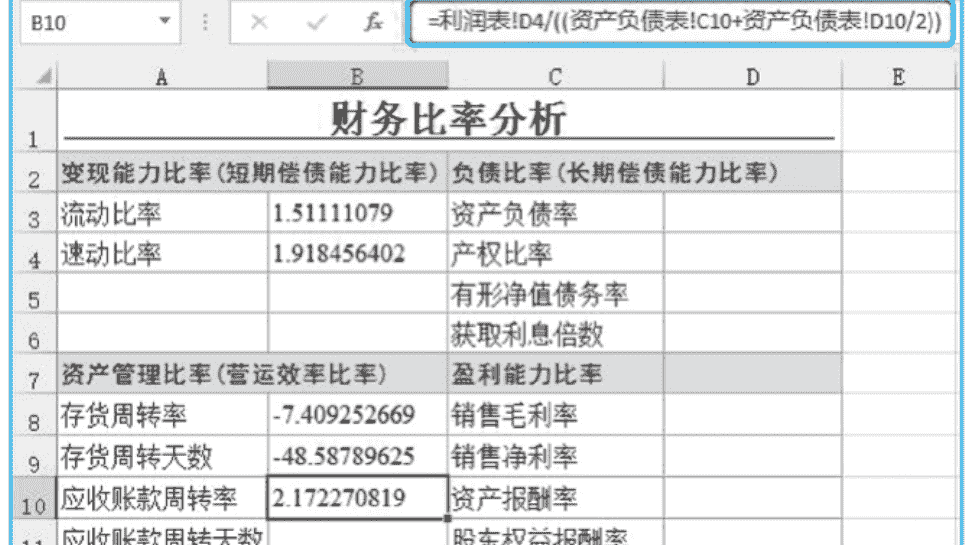 B10 fx =利润表!D4/((资产负债表!C10+资产负债表!D10/2))
A B C D E
1 财务比率分析
2 变现能力比率(短期偿债能力比率) 负债比率(长期偿债能力比率)
3 流动比率 1.51111079 资产负债率
4 速动比率 1.918456402 产权比率
5 有形净值债务率
6 获取利息倍数
7 资产管理比率(营运效率比率) 盈利能力比率
8 存货周转率 -7.409252669 销售毛利率
9 存货周转天数 -48.58789625 销售净利率
10 应收账款周转率 2.172270819 资产报酬率
11 应收账款周转天数 股东权益报酬率